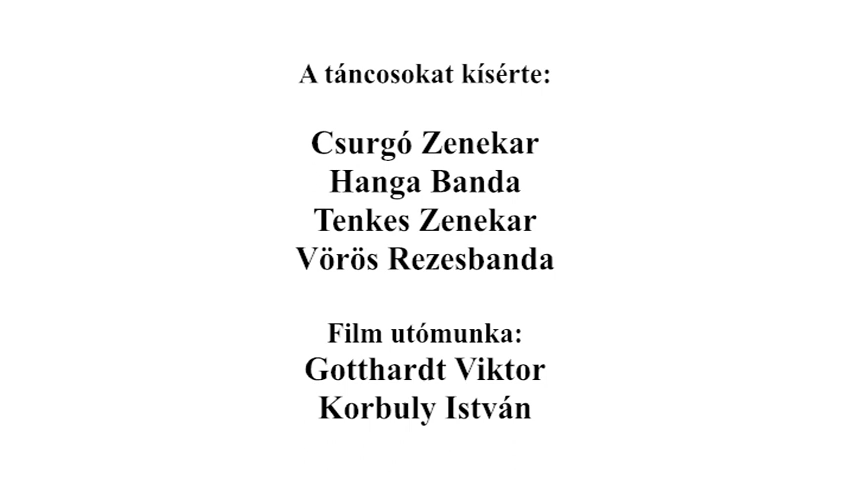 A táncosokat kísérte:
Csurgó Zenekar
Hanga Banda
Tenkes Zenekar
Vörös Rezesbanda
Film utómunka:
Gotthardt Viktor
Korbuly István